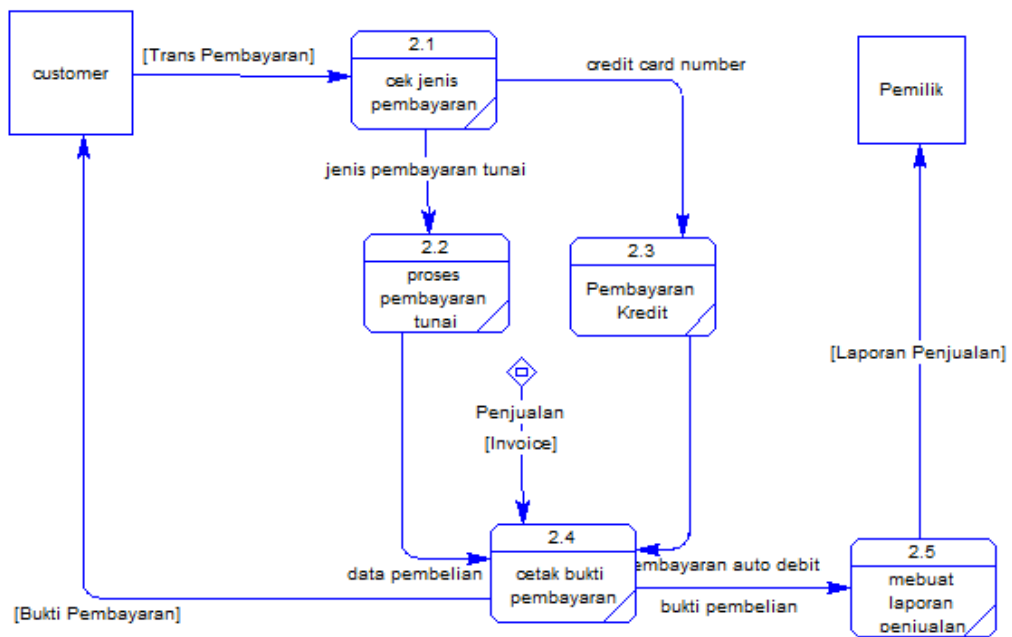 customer
[Trans Pembayaran]
2.1
cek jenis
pembayaran
credit card number
Pemilik
jenis pembayaran tunai
2.2
proses
pembayaran
tunai
2.3
Pembayaran
Kredit
[Laporan Penjualan]
Penjualan
[Invoice]
2.4
cetak bukti
pembayaran
data pembelian
embayaran auto debit
bukti pembelian
[Bukti Pembayaran]
2.5
mebuat
laporan
penjualan